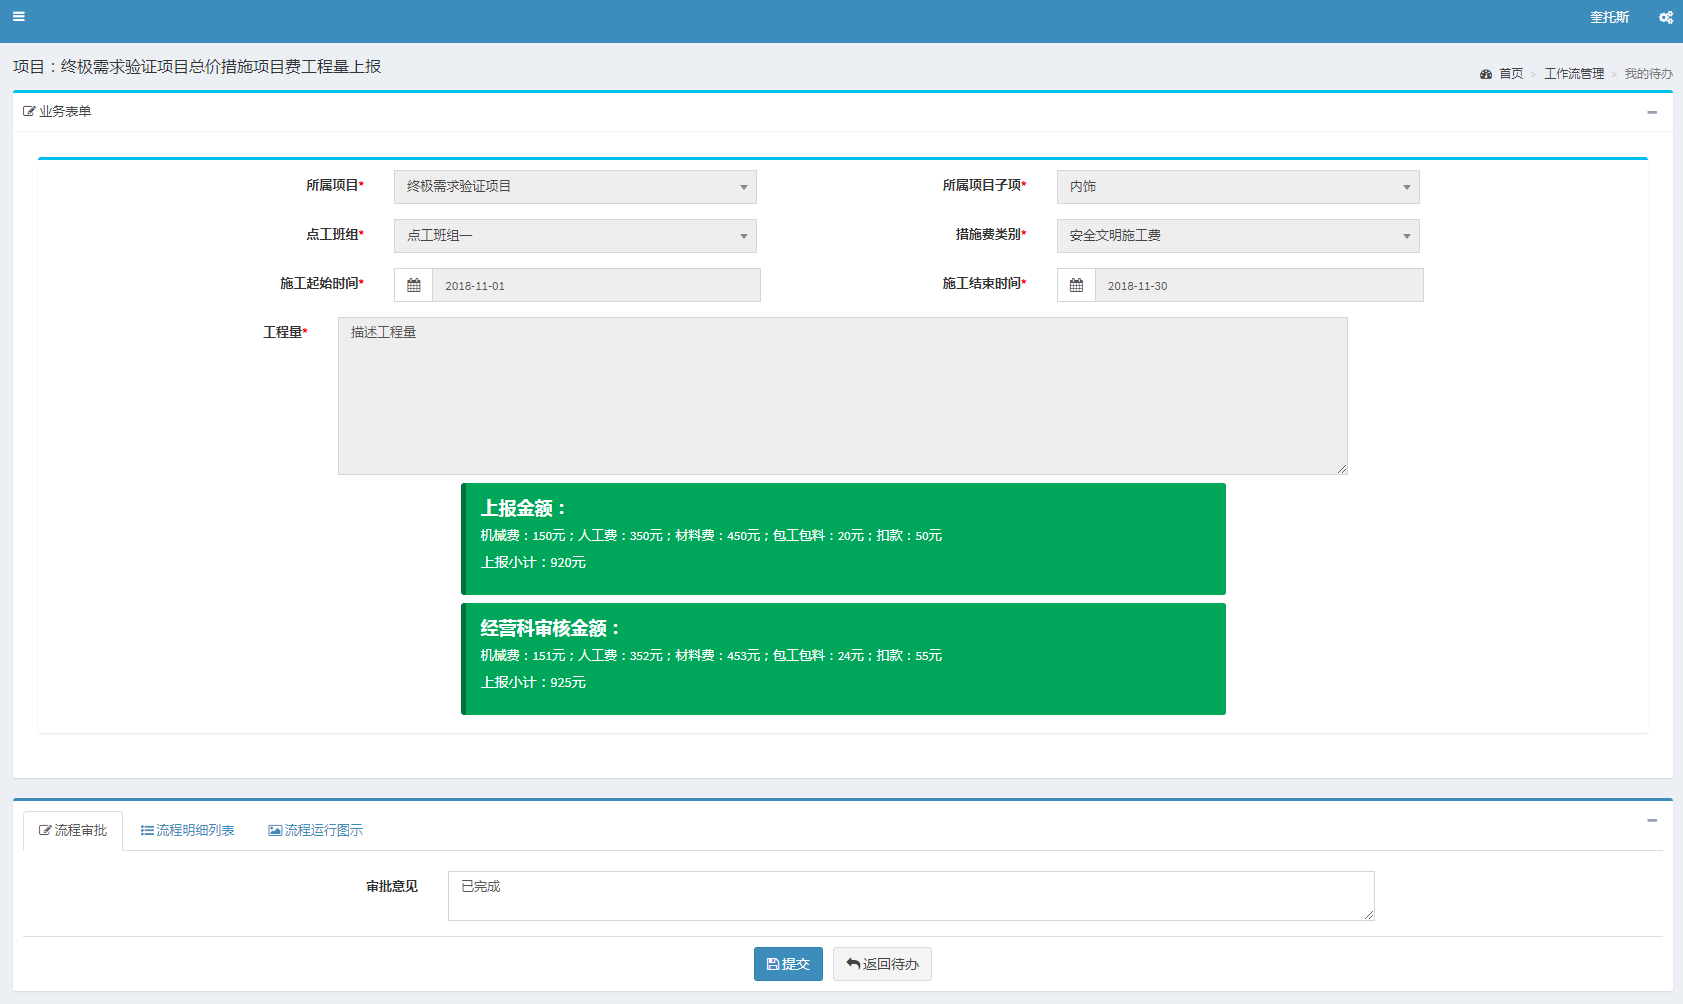 奎托斯
项目：终极需求验证项目总价措施项目费工程量上报
首页 > 工作流管理 > 我的待办
业务表单
所属项目* 终极需求验证项目 所属项目子项* 内饰
点工班组* 点工班组一 措施费类别* 安全文明施工费
施工起始时间* 2018-11-01 施工结束时间* 2018-11-30
工程量* 描述工程量
上报金额：
机械费：150元；人工费：350元；材料费：450元；包工包料：20元；扣款：50元
上报小计：920元
经营科审核金额：
机械费：151元；人工费：352元；材料费：453元；包工包料：24元；扣款：55元
上报小计：925元
流程审批 流程明细列表 流程运行图示
审批意见 已完成
提交 返回待办